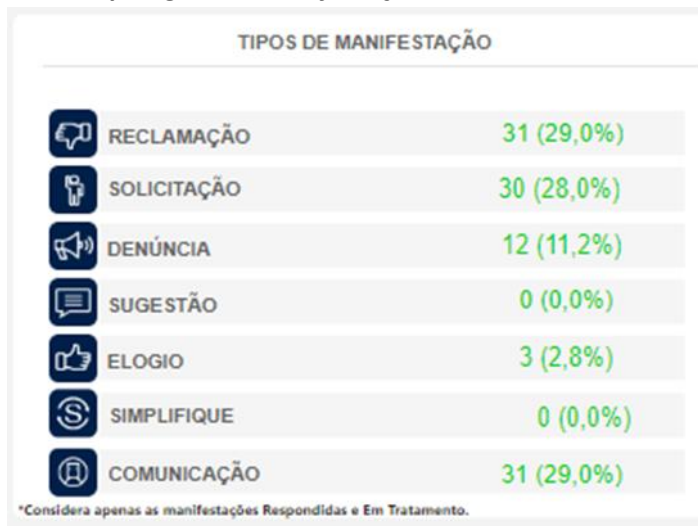 TIPOS DE MANIFESTAÇÃO
RECLAMAÇÃO 31 (29,0%)
SOLICITAÇÃO 30 (28,0%)
DENÚNCIA 12 (11,2%)
SUGESTÃO 0 (0,0%)
ELOGIO 3 (2,8%)
SIMPLIFIQUE 0 (0,0%)
COMUNICAÇÃO 31 (29,0%)
*Considera apenas as manifestações Respondidas e Em Tratamento.